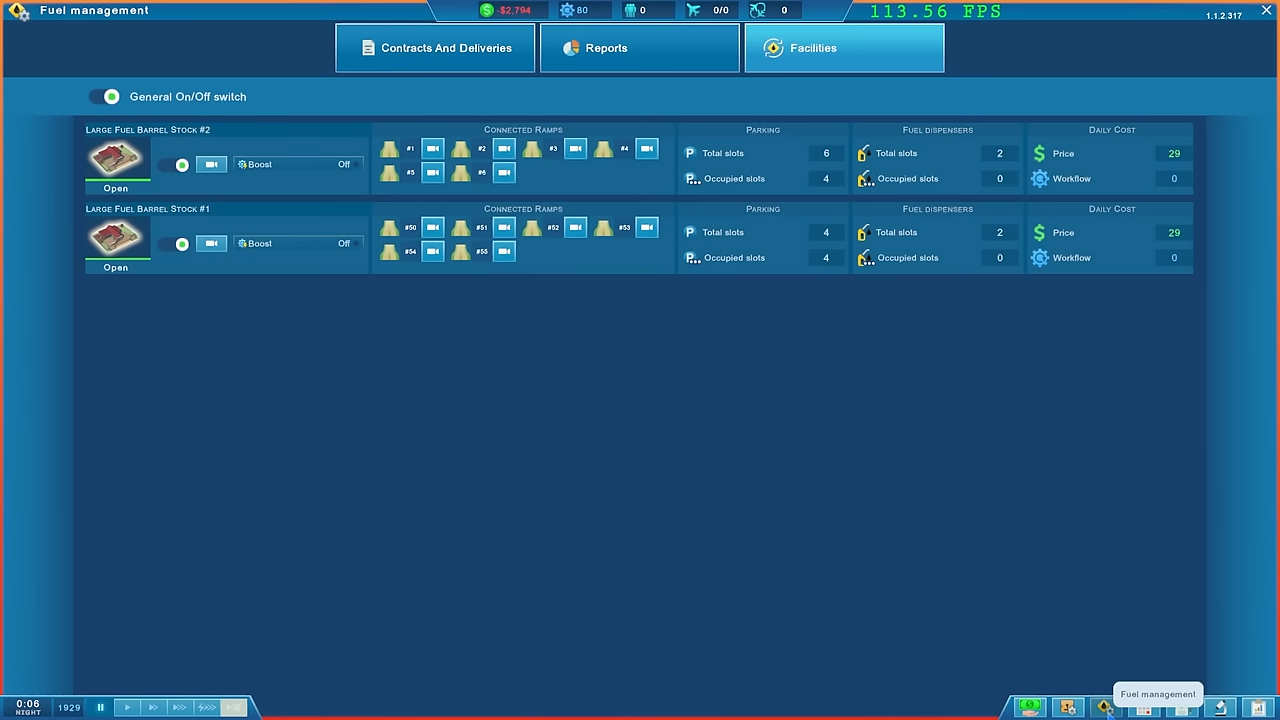 Fuel management
-$2,794
80
0
0/0
0
113.56 FPS
1.1.2.317
Contracts And Deliveries
Reports
Facilities
General On/Off switch
LARGE FUEL BARREL STOCK #2
CONNECTED RAMPS
PARKING
FUEL DISPENSERS
DAILY COST
Open
Boost Off
#1 #2 #3 #4
#5 #6
Total slots 6
Occupied slots 4
Total slots 2
Occupied slots 0
Price 29
Workflow 0
LARGE FUEL BARREL STOCK #1
CONNECTED RAMPS
PARKING
FUEL DISPENSERS
DAILY COST
Open
Boost Off
#50 #51 #52 #53
#54 #55
Total slots 4
Occupied slots 4
Total slots 2
Occupied slots 0
Price 29
Workflow 0
0:06
NIGHT
1929
Fuel management